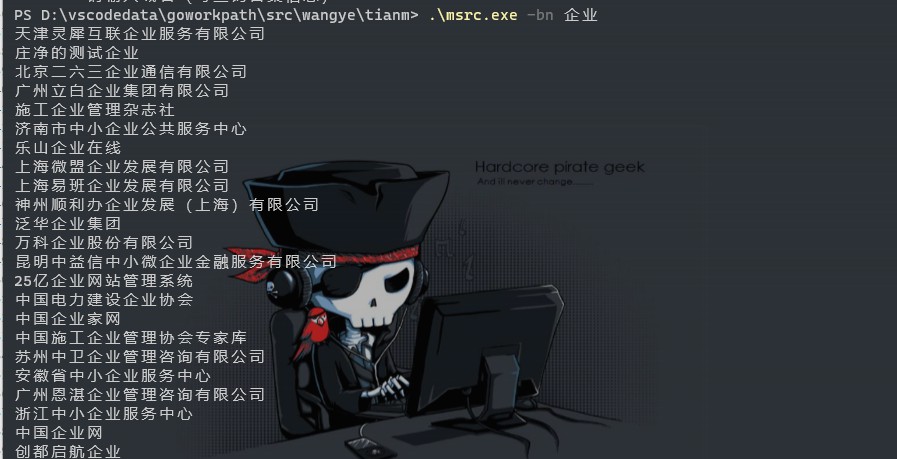 PS D:\vscodedata\goworkpath\src\wangye\tianm> .\msrc.exe -bn 企业
天津灵犀互联企业服务有限公司
庄净的测试企业
北京二六三企业通信有限公司
广州立白企业集团有限公司
施工企业管理杂志社
济南市中小企业公共服务中心
乐山企业在线
上海微盟企业发展有限公司
上海易班企业发展有限公司
神州顺利办企业发展（上海）有限公司
泛华企业集团
万科企业股份有限公司
昆明中益信中小微企业金融服务有限公司
25亿企业网站管理系统
中国电力建设企业协会
中国企业家网
中国施工企业管理协会专家库
苏州中卫企业管理咨询有限公司
安徽省中小企业服务中心
广州恩湛企业管理咨询有限公司
浙江中小企业服务中心
中国企业网
创都启航企业
Hardcore pirate geek
And ill never change........